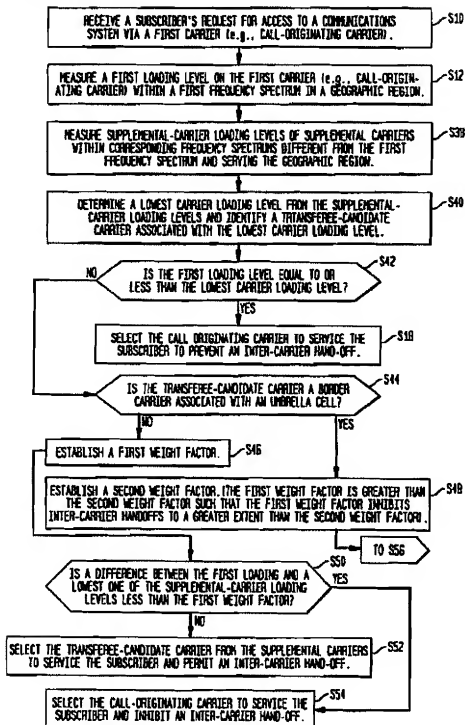 RECEIVE A SUBSCRIBER'S REQUEST FOR ACCESS TO A COMMUNICATIONS
SYSTEM VIA A FIRST CARRIER (e.g., CALL-ORIGINATING CARRIER).
S10
MEASURE A FIRST LOADING LEVEL ON THE FIRST CARRIER (e.g., CALL-ORIGIN-
ATING CARRIER) WITHIN A FIRST FREQUENCY SPECTRUM IN A GEOGRAPHIC
REGION.
S12
MEASURE SUPPLEMENTAL-CARRIER LOADING LEVELS OF SUPPLEMENTAL CARRIERS
WITHIN CORRESPONDING FREQUENCY SPECTRUMS DIFFERENT FROM THE FIRST
FREQUENCY SPECTRUM AND SERVING THE GEOGRAPHIC REGION.
S39
DETERMINE A LOWEST CARRIER LOADING LEVEL FROM THE SUPPLEMENTAL-
CARRIER LOADING LEVELS AND IDENTIFY A TRTANSFEREE-CANDIDATE
CARRIER ASSOCIATED WITH THE LOWEST CARRIER LOADING LEVEL.
S40
S42
NO
IS THE FIRST LOADING LEVEL EQUAL TO OR
LESS THAN THE LOWEST CARRIER LOADING LEVEL?
YES
SELECT THE CALL ORIGINATING CARRIER TO SERVICE THE
SUBSCRIBER TO PREVENT AN INTER-CARRIER HAND-OFF.
S18
S44
IS THE TRANSFEREE-CANDIDATE CARRIER A BORDER
CARRIER ASSOCIATED WITH AN UMBRELLA CELL?
NO
YES
ESTABLISH A FIRST WEIGHT FACTOR.
S46
ESTABLISH A SECOND WEIGHT FACTOR. (THE FIRST WEIGHT FACTOR IS GREATER THAN
THE SECOND WEIGHT FACTOR SUCH THAT THE FIRST WEIGHT FACTOR INHIBITS
INTER-CARRIER HANDOFFS TO A GREATER EXTENT THAN THE SECOND WEIGHT FACTOR).
S48
TO S56
S50
IS A DIFFERENCE BETWEEN THE FIRST LOADING AND A
LOWEST ONE OF THE SUPPLEMENTAL-CARRIER LOADING
LEVELS LESS THAN THE FIRST WEIGHT FACTOR?
YES
NO
SELECT THE TRANSFEREE-CANDIDATE CARRIER FROM THE SUPPLEMENTAL CARRIERS
TO SERVICE THE SUBSCRIBER AND PERMIT AN INTER-CARRIER HAND-OFF.
S52
SELECT THE CALL-ORIGINATING CARRIER TO SERVICE THE
SUBSCRIBER AND INHIBIT AN INTER-CARRIER HAND-OFF.
S54